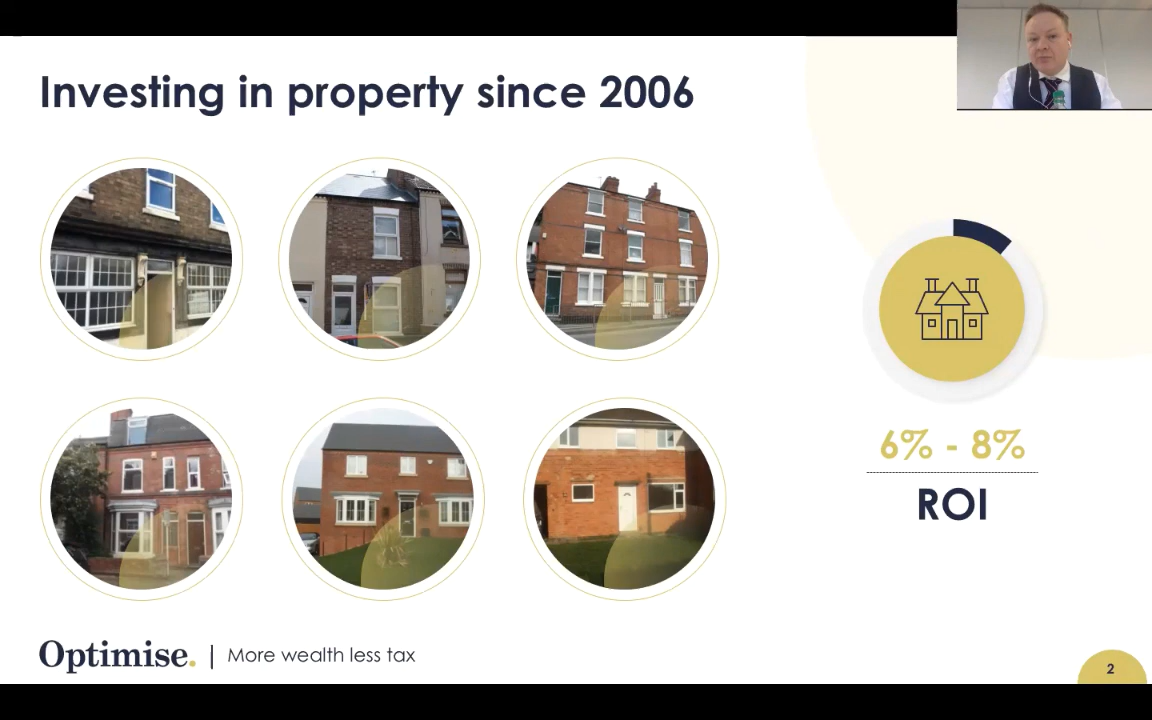 Investing in property since 2006
6% - 8%
ROI
Optimise. | More wealth less tax
2